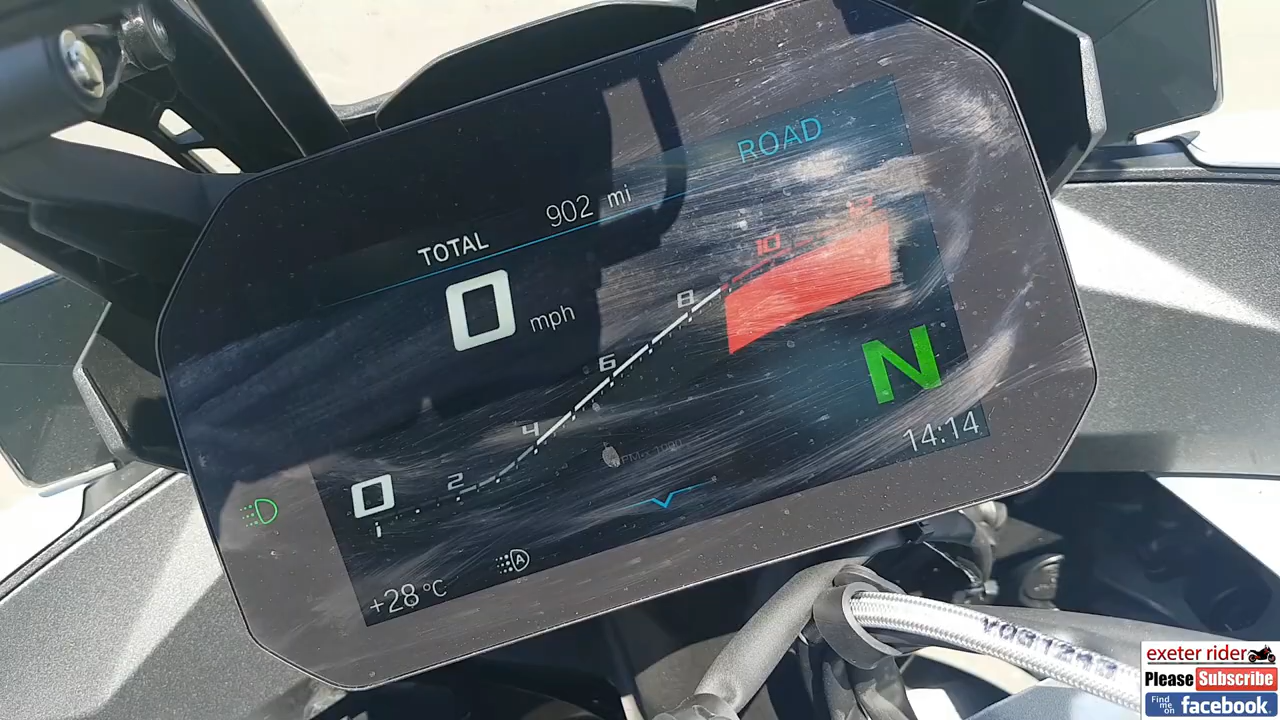 ROAD
TOTAL 902 mi
0 mph
10
8
6
4
2
0
N
14:14
A
+28 °C
exeter rider
Please Subscribe
Find me on facebook